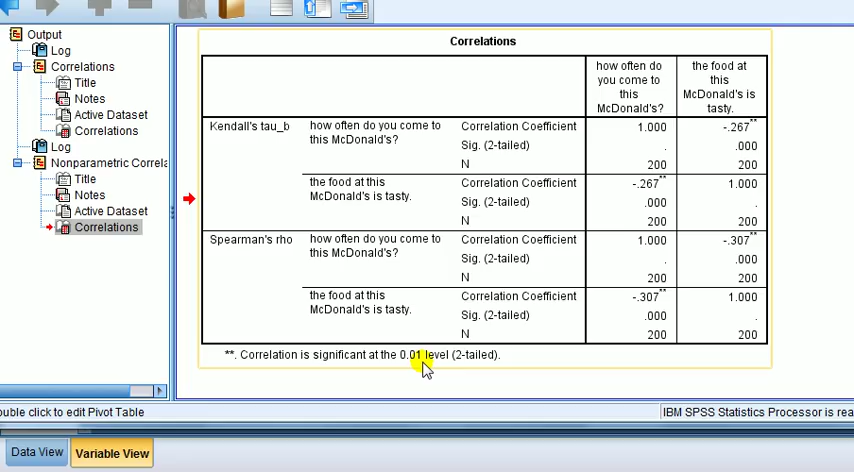 Output
Log
Correlations
Title
Notes
Active Dataset
Correlations
Log
Nonparametric Correla
Title
Notes
Active Dataset
Correlations
Correlations
how often do
you come to
this
McDonald's?
the food at
this
McDonald's is
tasty.
Kendall's tau_b
how often do you come to
this McDonald's?
Correlation Coefficient 1.000 -.267**
Sig. (2-tailed) . .000
N 200 200
the food at this
McDonald's is tasty.
Correlation Coefficient -.267** 1.000
Sig. (2-tailed) .000 .
N 200 200
Spearman's rho
how often do you come to
this McDonald's?
Correlation Coefficient 1.000 -.307**
Sig. (2-tailed) . .000
N 200 200
the food at this
McDonald's is tasty.
Correlation Coefficient -.307** 1.000
Sig. (2-tailed) .000 .
N 200 200
**. Correlation is significant at the 0.01 level (2-tailed).
ouble click to edit Pivot Table
IBM SPSS Statistics Processor is rea
Data View
Variable View